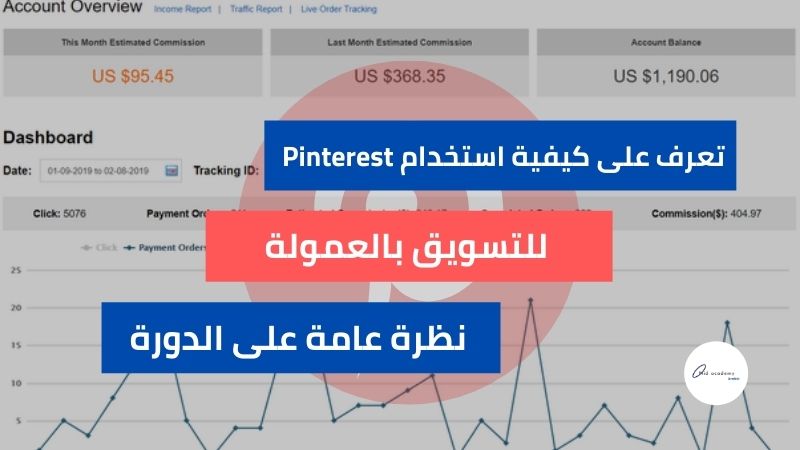 Account Overview Income Report | Traffic Report | Live Order Tracking
This Month Estimated Commission Last Month Estimated Commission Account Balance
US $95.45 US $368.35 US $1,190.06
Dashboard
Date: 01-09-2019 to 02-08-2019 Tracking ID:
تعرف على كيفية استخدام Pinterest
Click: 5076 Payment Commission($): 404.97
Click Payment Orders
للتسويق بالعمولة
25
20
15
نظرة عامة على الدورة
10
5
academy